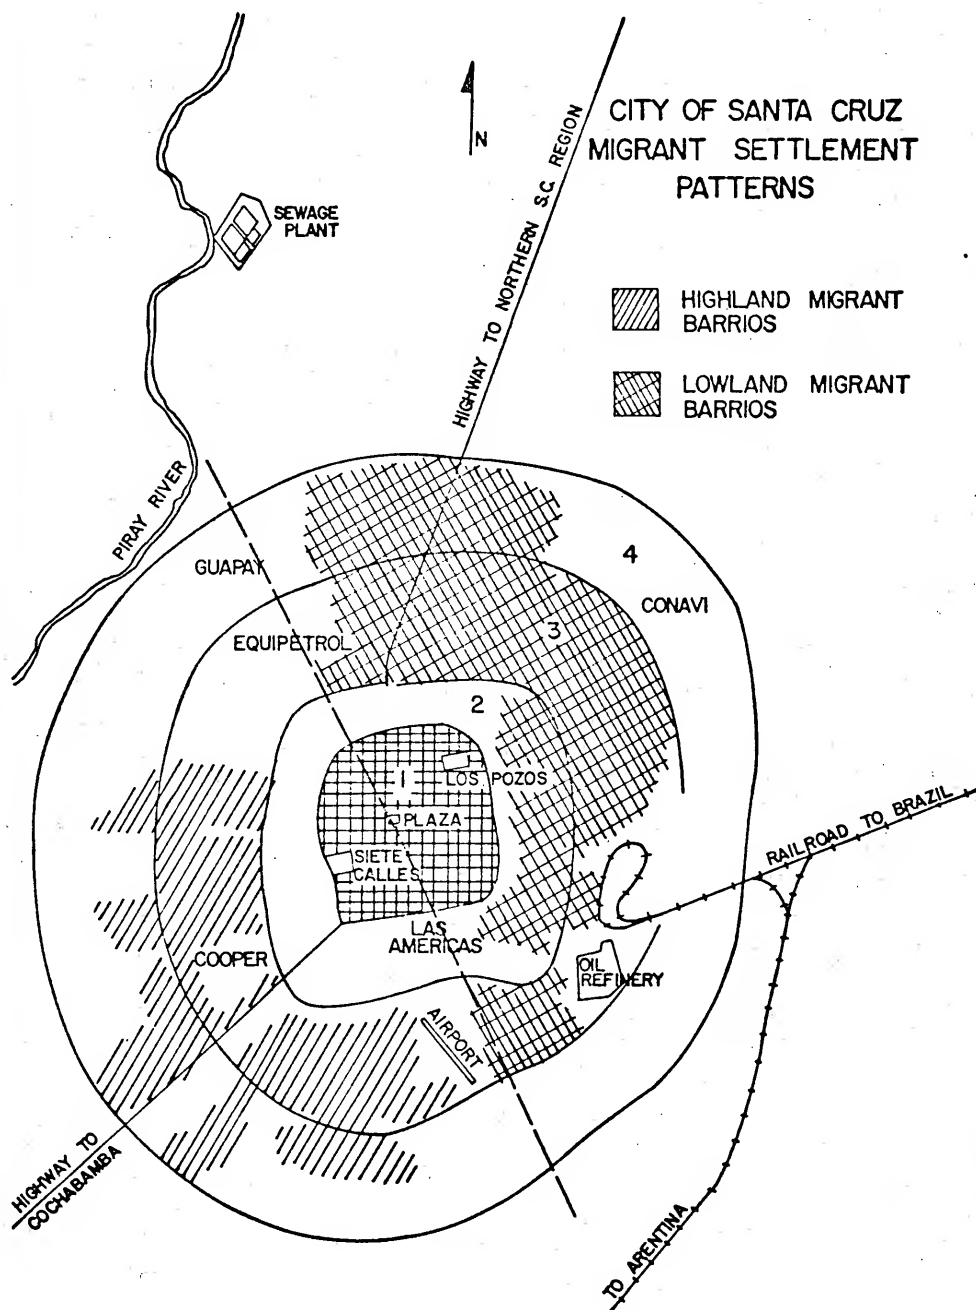 CITY OF SANTA CRUZ
MIGRANT SETTLEMENT
PATTERNS
N
HIGHWAY TO NORTHERN S.C. REGION
SEWAGE
PLANT
HIGHLAND MIGRANT
BARRIOS
LOWLAND MIGRANT
BARRIOS
PIRAY RIVER
GUAPAY
4
CONAVI
EQUIPETROL
3
2
1
LOS POZOS
PLAZA
SIETE
CALLES
RAILROAD TO BRAZIL
LAS
AMERICAS
COOPER
OIL
REFINERY
AIRPORT
HIGHWAY TO
COCHABAMBA
TO ARENTINA